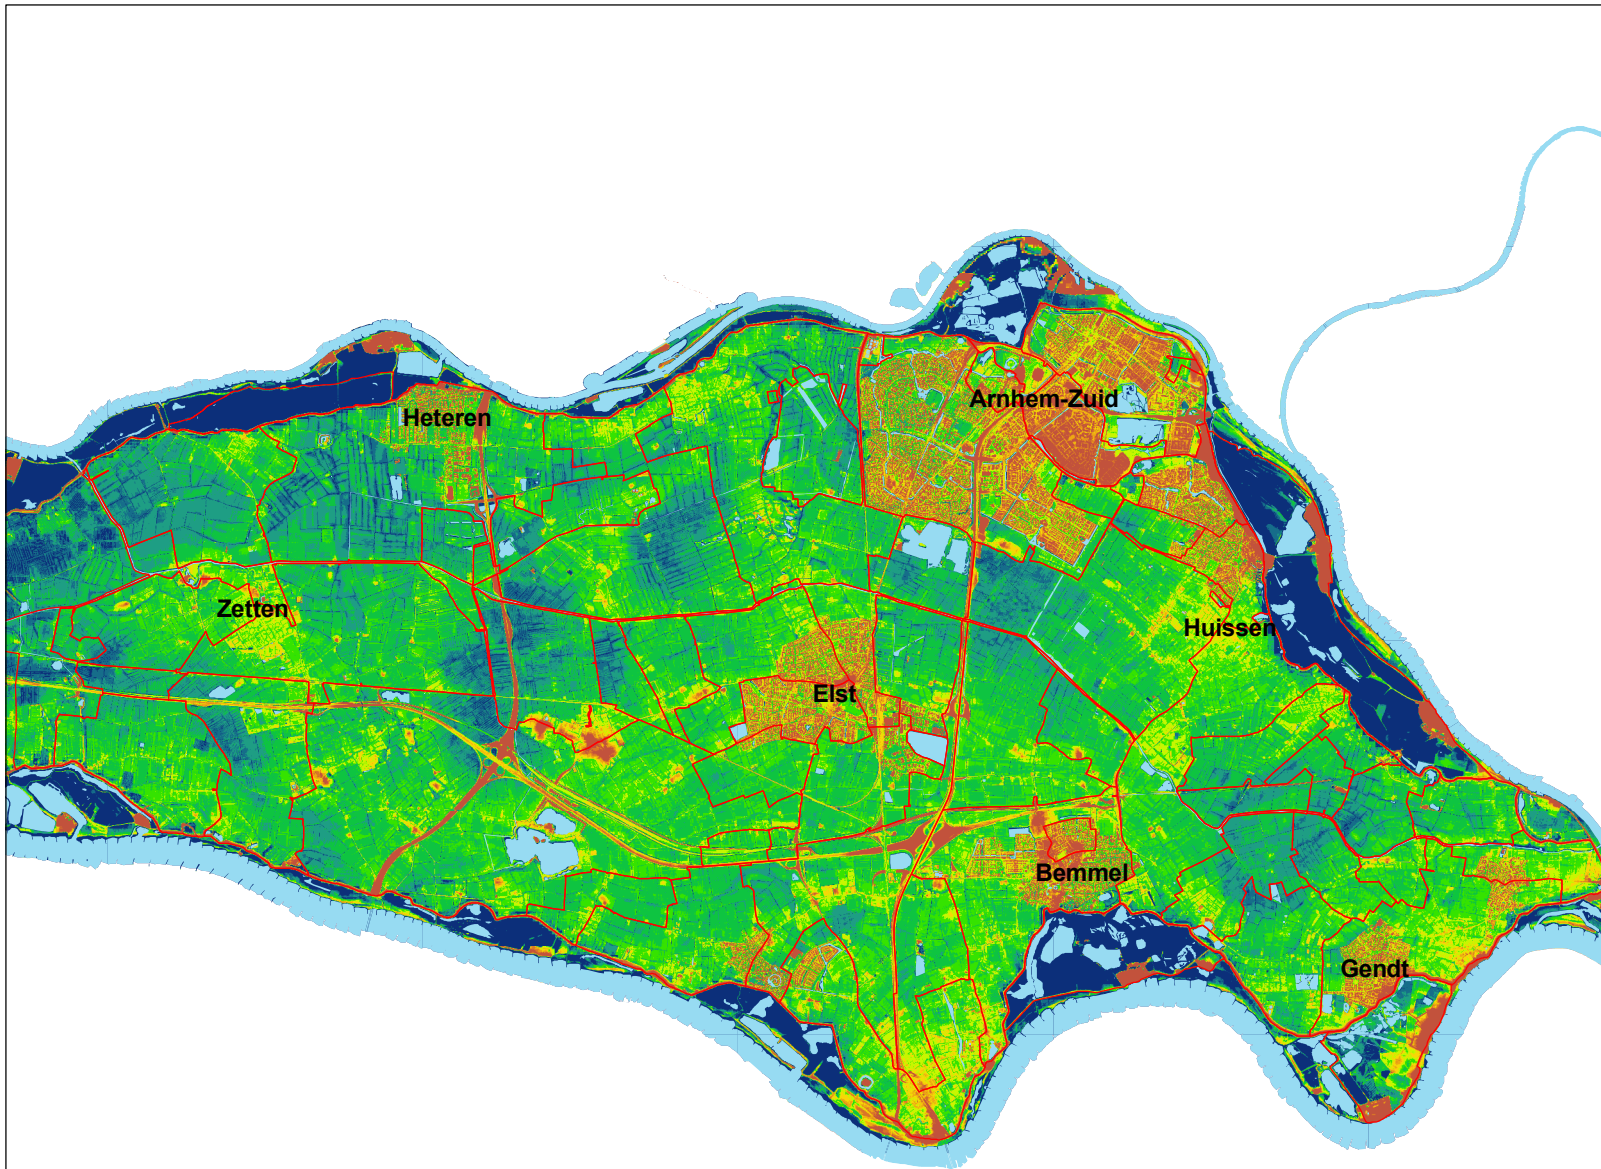 Heteren
Arnhem-Zuid
Zetten
Huissen
Elst
Bemmel
Gendt